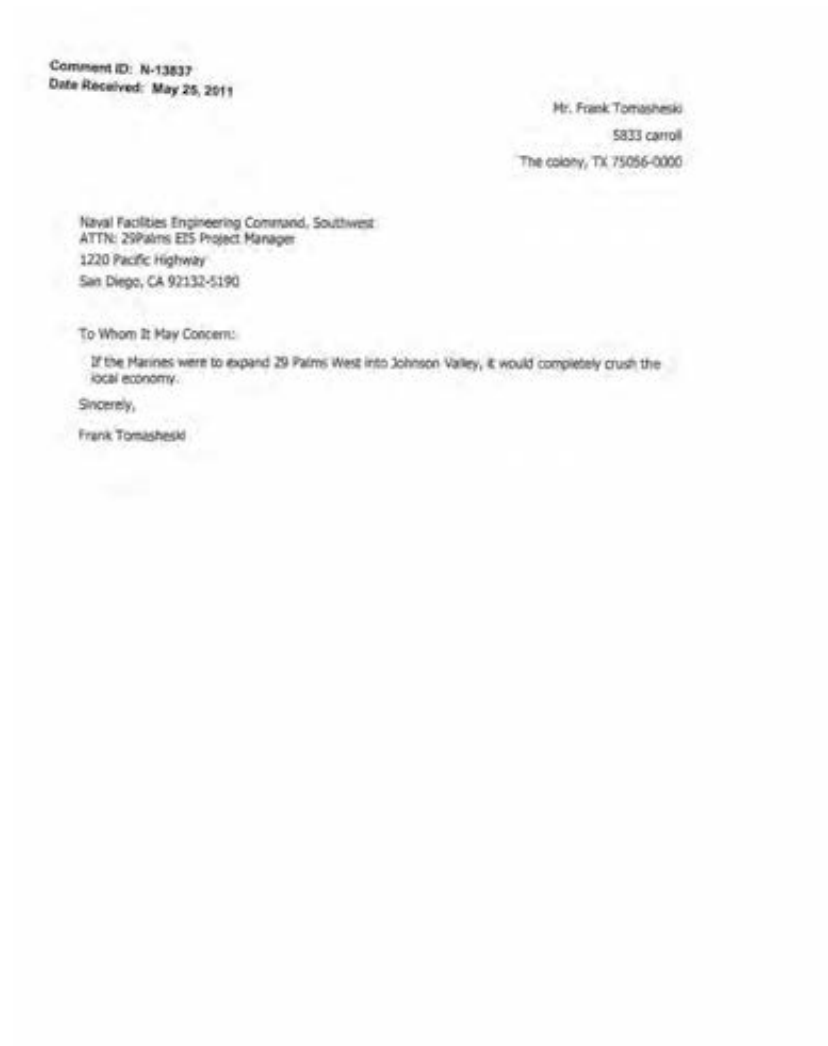 Comment ID: N-13837
Date Received: May 25, 2011
Mr. Frank Tomasheski
5833 carroll
The colony, TX 75056-0000
Naval Facilities Engineering Command, Southwest
ATTN: 29Palms EIS Project Manager
1220 Pacific Highway
San Diego, CA 92132-5190
To Whom It May Concern:
If the Marines were to expand 29 Palms West into Johnson Valley, it would completely crush the
local economy.
Sincerely,
Frank Tomasheski